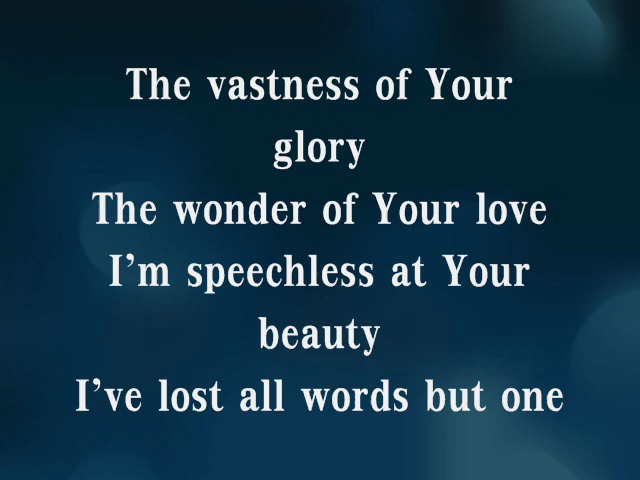 The vastness of Your
glory
The wonder of Your love
I'm speechless at Your
beauty
I've lost all words but one